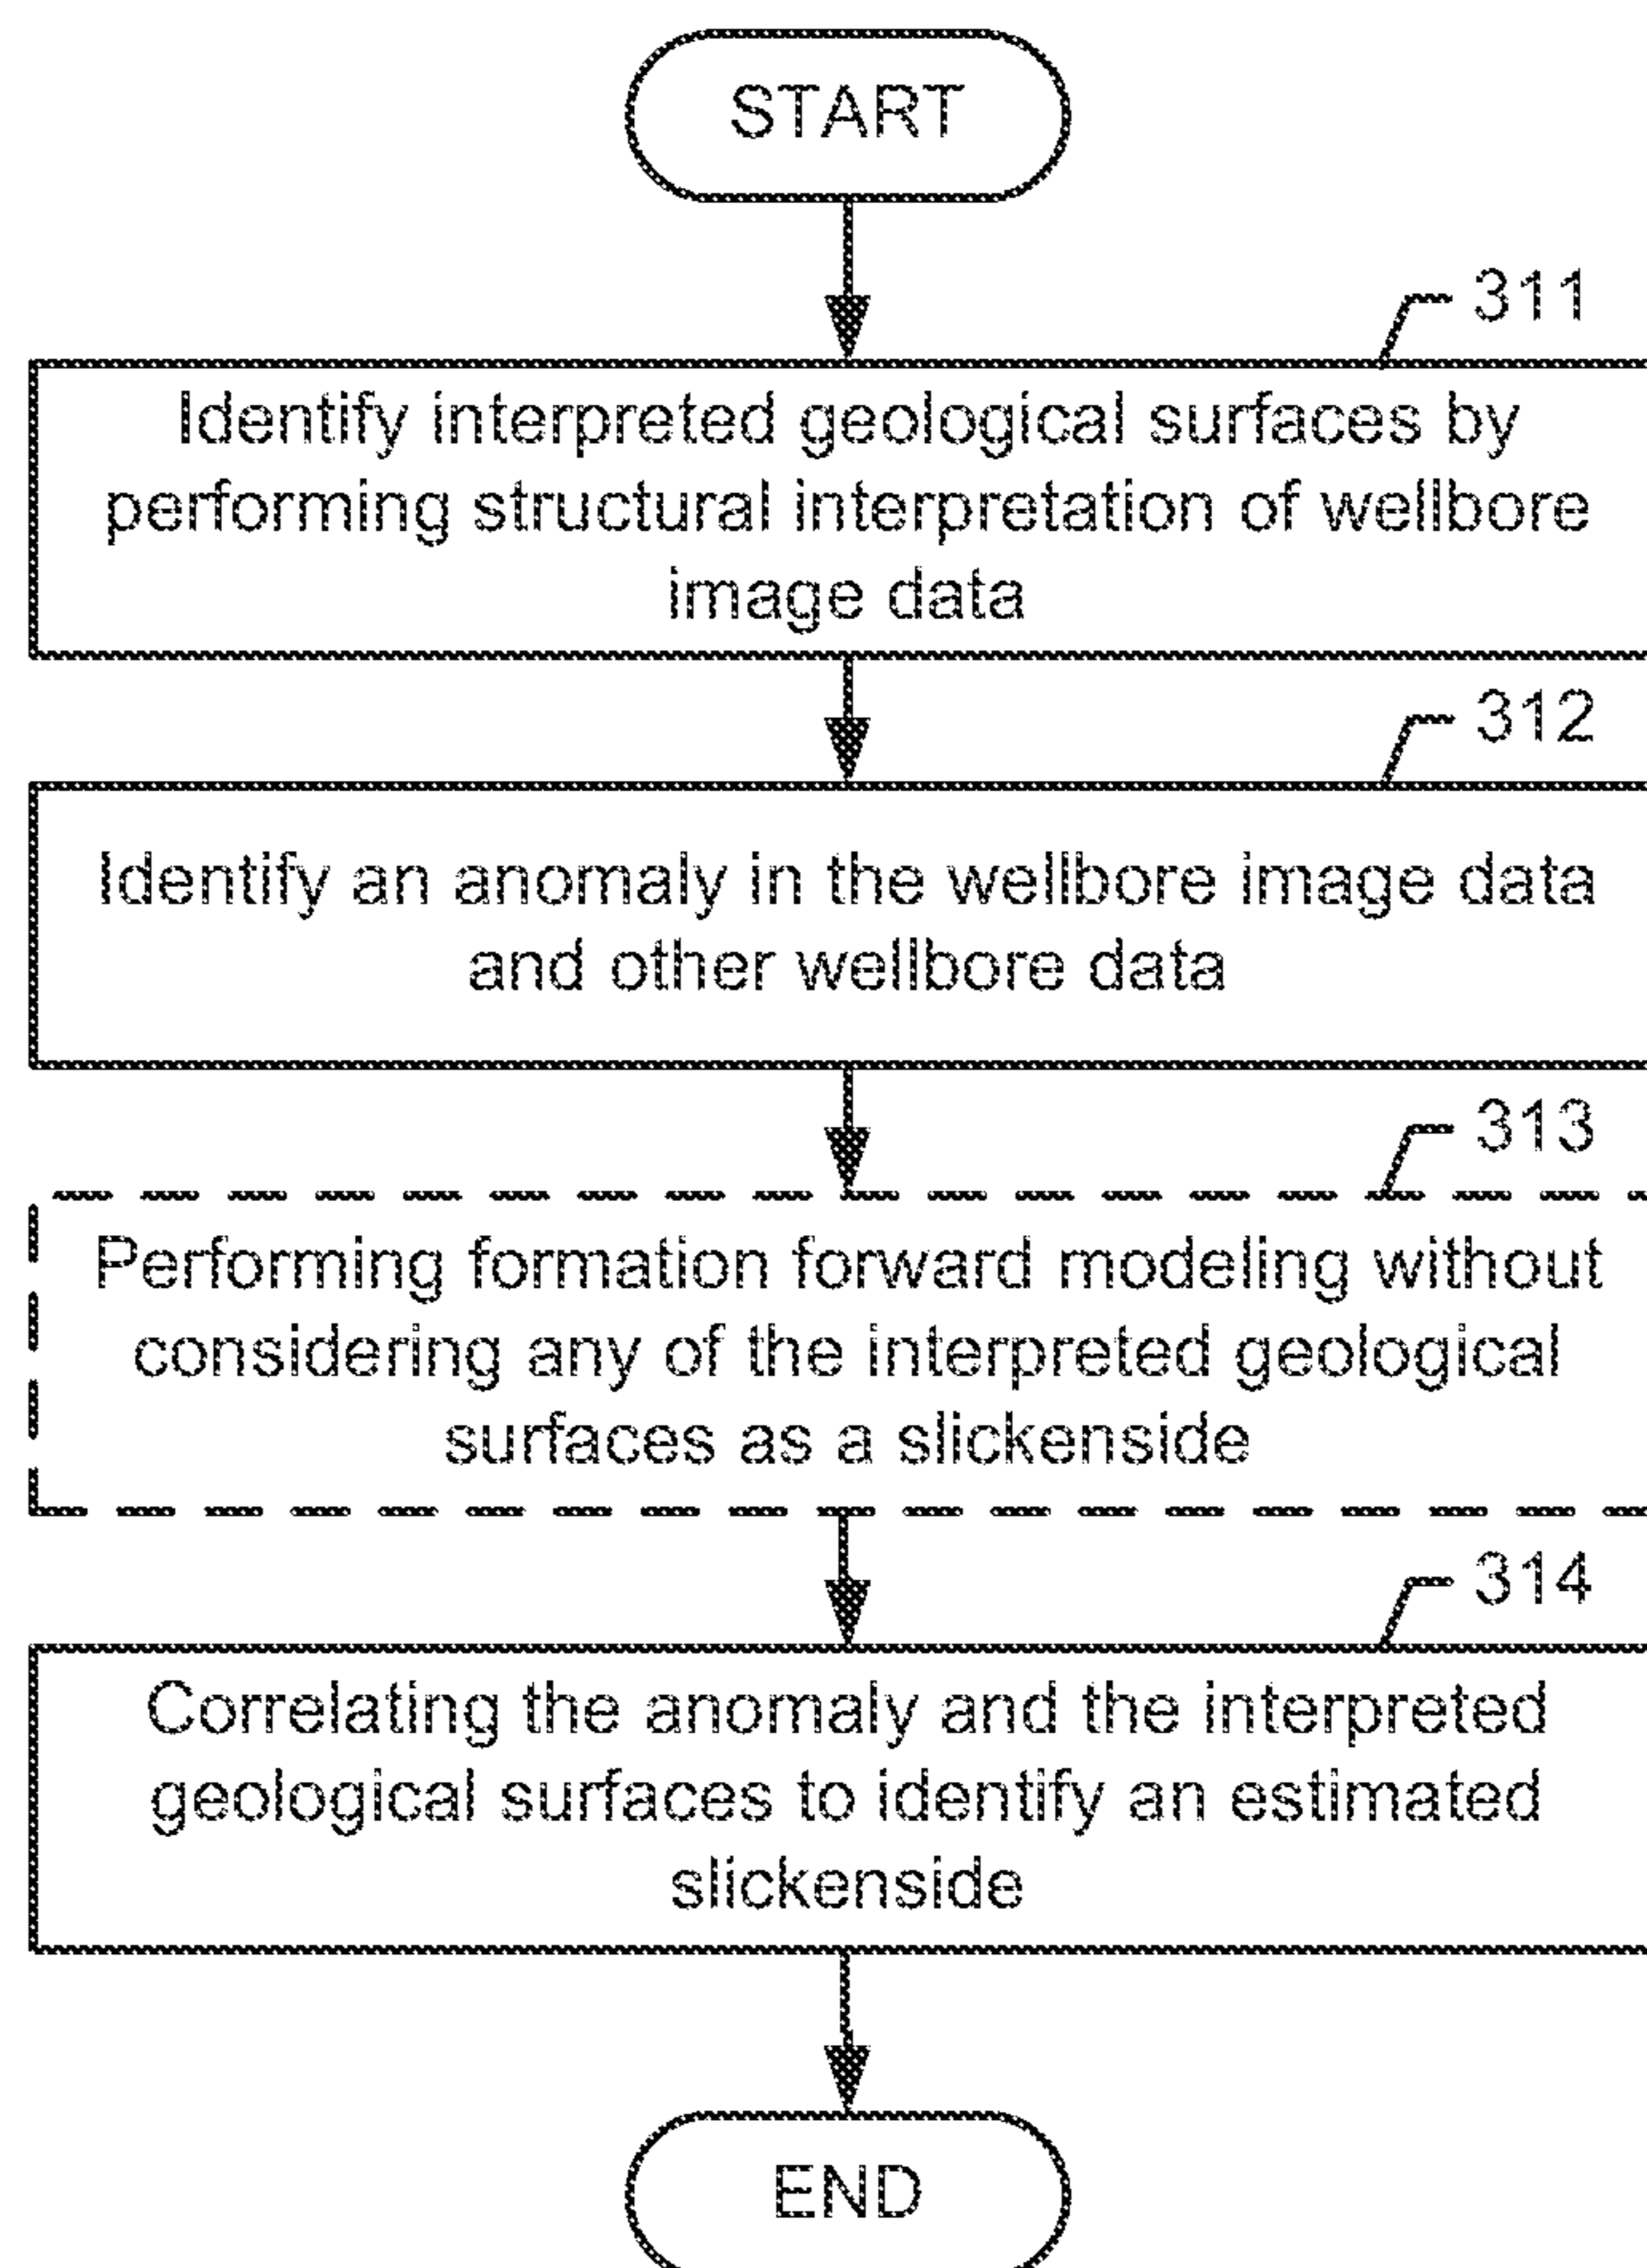 START
311
Identify interpreted geological surfaces by
performing structural interpretation of wellbore
image data
312
Identify an anomaly in the wellbore image data
and other wellbore data
313
Performing formation forward modeling without
considering any of the interpreted geological
surfaces as a slickenside
314
Correlating the anomaly and the interpreted
geological surfaces to identify an estimated
slickenside
END